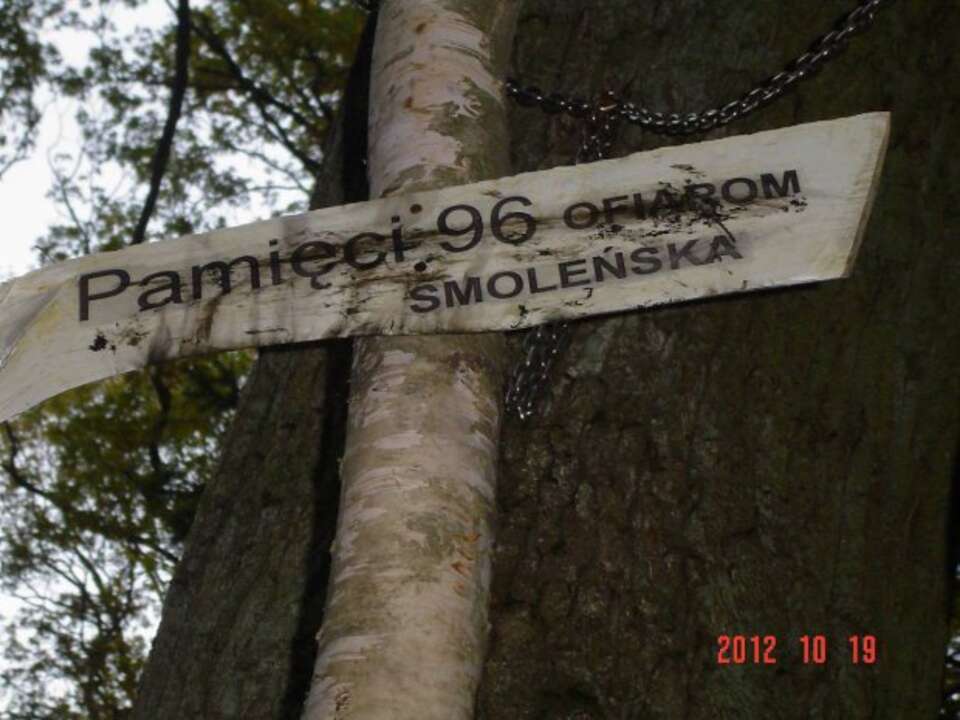 Pamięci 96 OFIAROM
SMOLEŃSKA
2012 10 19